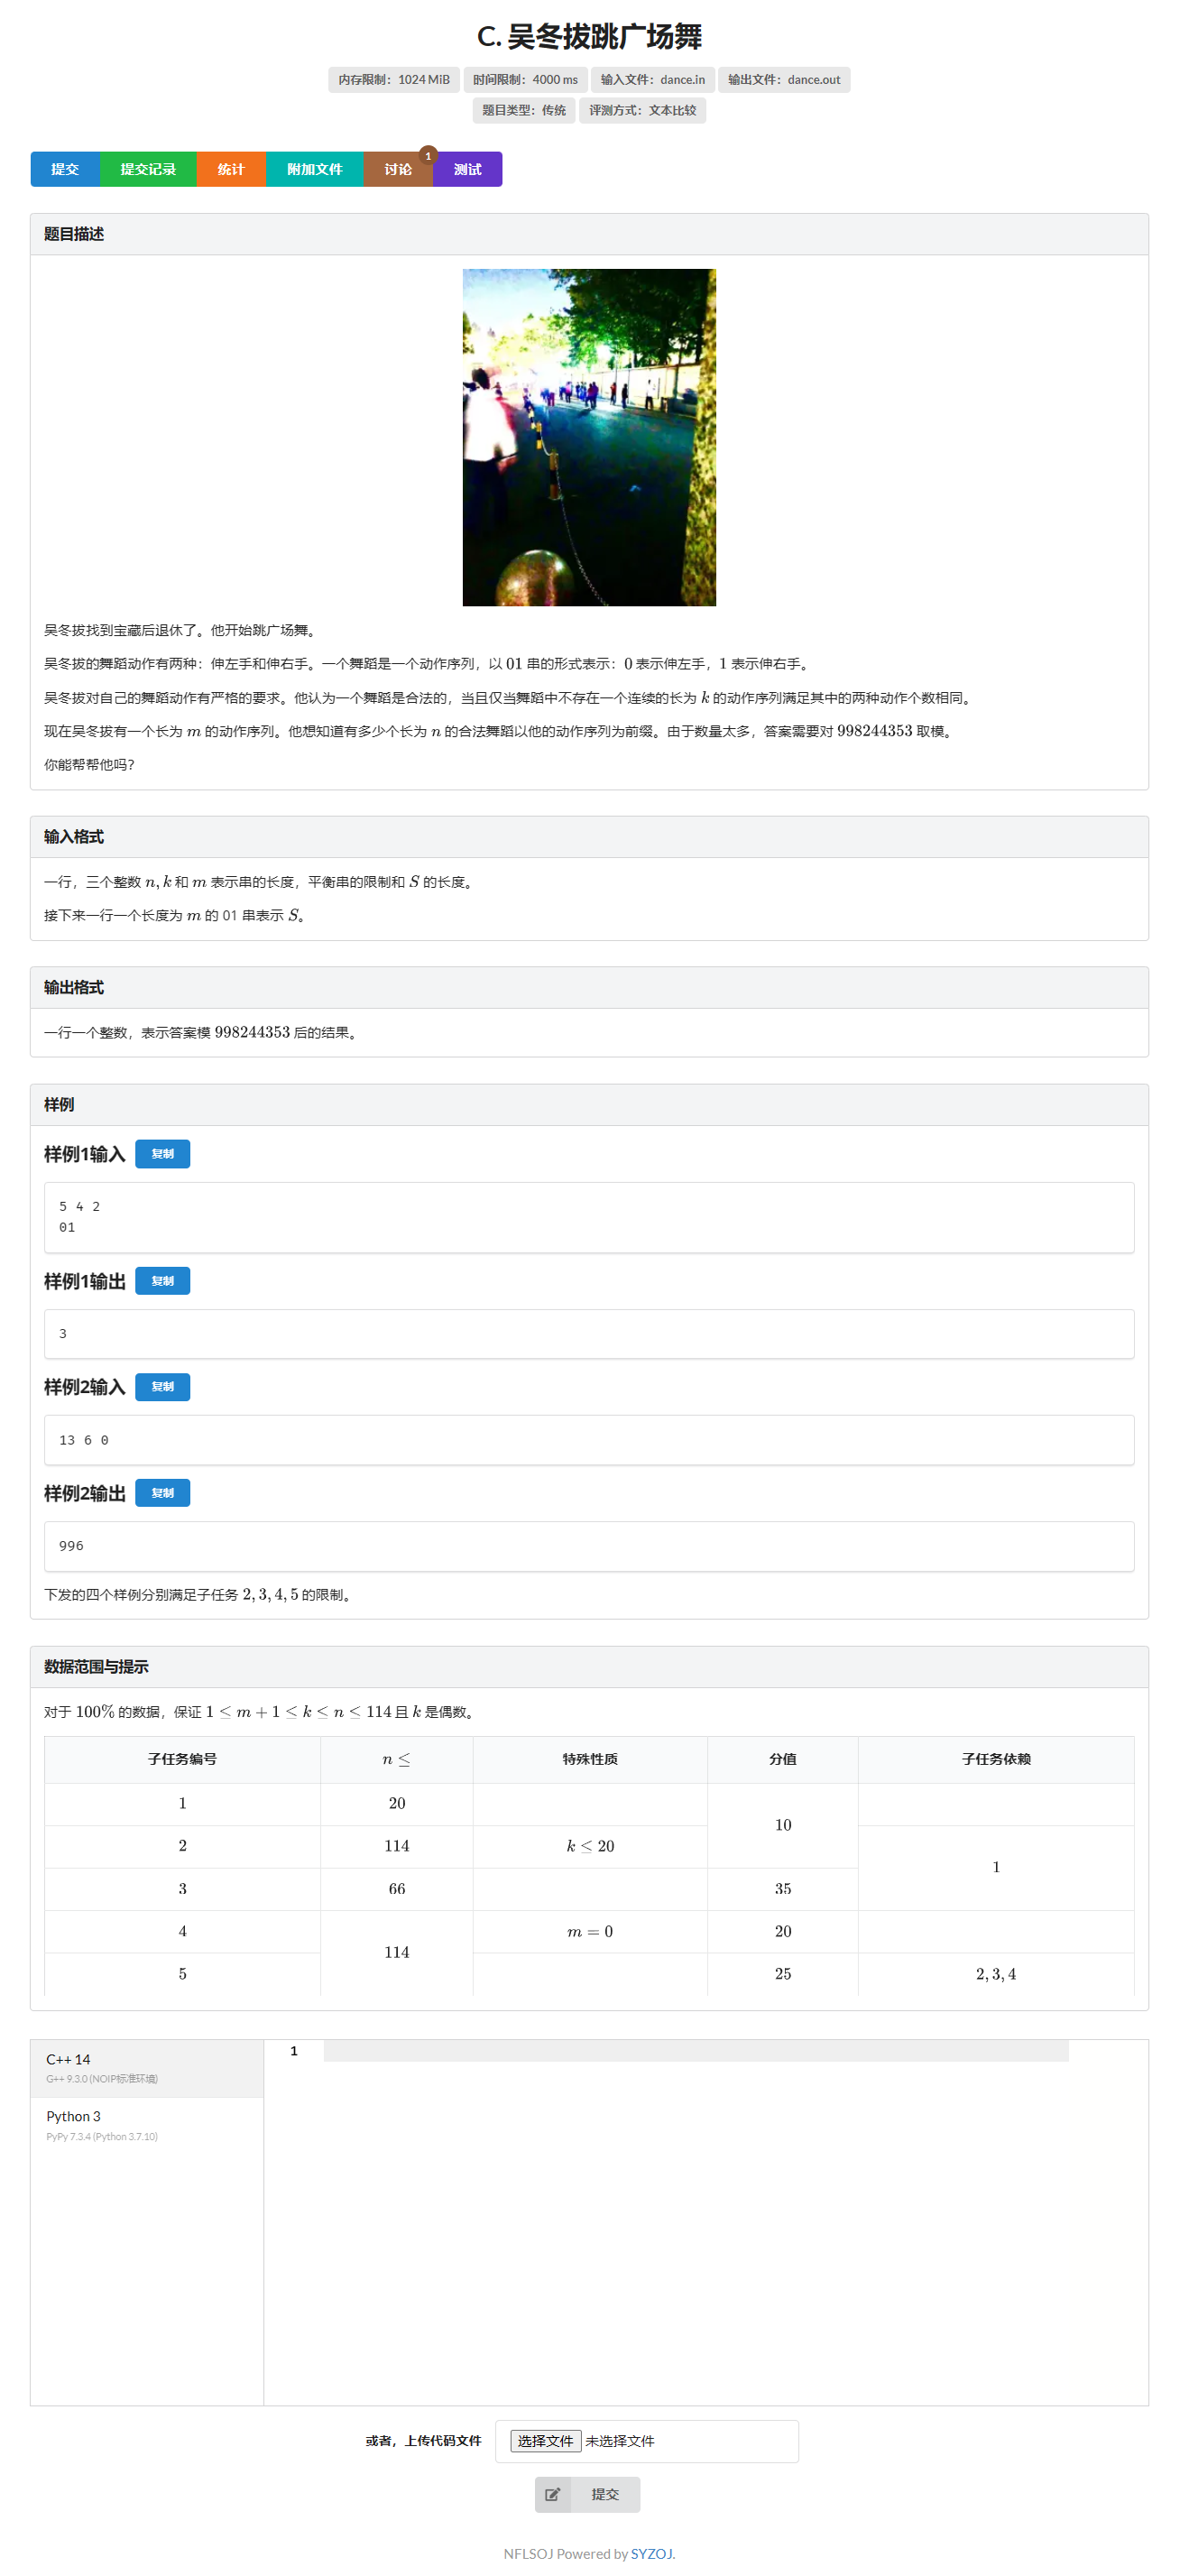 C. 吴冬拔跳广场舞
内存限制：1024 MiB 时间限制：4000 ms 输入文件：dance.in 输出文件：dance.out
题目类型：传统 评测方式：文本比较
提交 提交记录 统计 附加文件 讨论 1 测试
题目描述
吴冬拔找到宝藏后退休了。他开始跳广场舞。
吴冬拔的舞蹈动作有两种：伸左手和伸右手。一个舞蹈是一个动作序列，以 01 串的形式表示：0 表示伸左手，1 表示伸右手。
吴冬拔对自己的舞蹈动作有严格的要求。他认为一个舞蹈是合法的，当且仅当舞蹈中不存在一个连续的长为 k 的动作序列满足其中的两种动作个数相同。
现在吴冬拔有一个长为 m 的动作序列。他想知道有多少个长为 n 的合法舞蹈以他的动作序列为前缀。由于数量太多，答案需要对 998244353 取模。
你能帮帮他吗？
输入格式
一行，三个整数 n, k 和 m 表示串的长度，平衡串的限制和 S 的长度。
接下来一行一个长度为 m 的 01 串表示 S。
输出格式
一行一个整数，表示答案模 998244353 后的结果。
样例
样例1输入 复制
5 4 2
01
样例1输出 复制
3
样例2输入 复制
13 6 0
样例2输出 复制
996
下发的四个样例分别满足子任务 2, 3, 4, 5 的限制。
数据范围与提示
对于 100% 的数据，保证 1 ≤ m + 1 ≤ k ≤ n ≤ 114 且 k 是偶数。
子任务编号 n ≤ 特殊性质 分值 子任务依赖
1 20 10
2 114 k ≤ 20 1
3 66 35
4 114 m = 0 20
5 25 2, 3, 4
C++ 14
G++ 9.3.0 (NOIP标准环境)
Python 3
PyPy 7.3.4 (Python 3.7.10)
1
或者，上传代码文件 选择文件 未选择文件
提交
NFLSOJ Powered by SYZOJ.